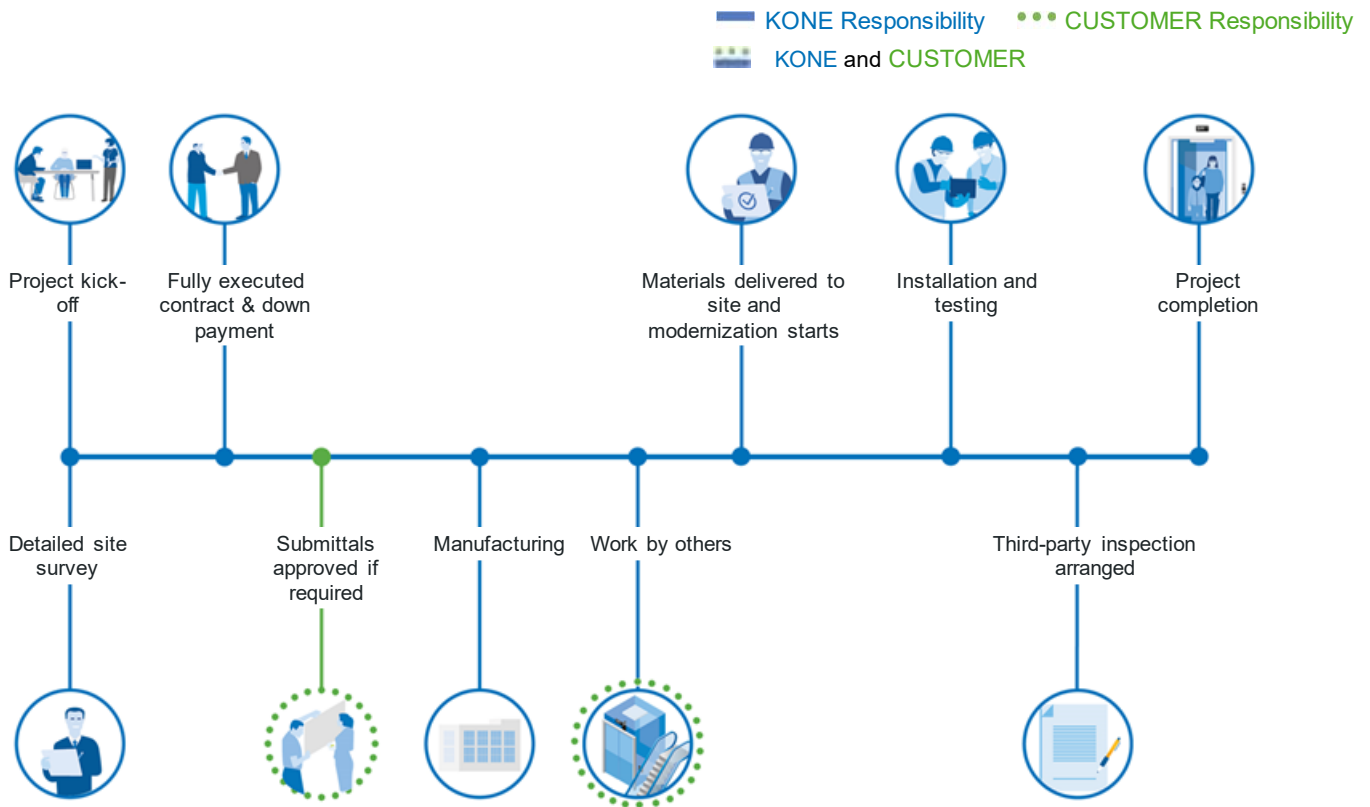 KONE Responsibility
CUSTOMER Responsibility
KONE and CUSTOMER
Project kick-
off
Fully executed
contract & down
payment
Materials delivered to
site and
modernization starts
Installation and
testing
Project
completion
Detailed site
survey
Submittals
approved if
required
Manufacturing
Work by others
Third-party inspection
arranged